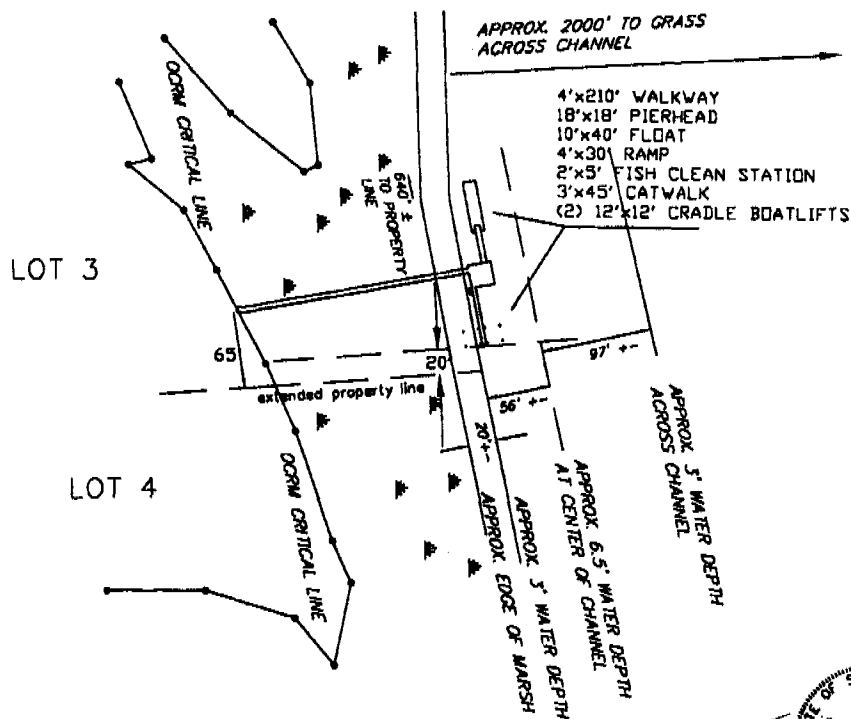 APPROX. 2000' TO GRASS
ACROSS CHANNEL
4'x210' WALKWAY
18'x18' PIERHEAD
10'x40' FLOAT
4'x30' RAMP
2'x5' FISH CLEAN STATION
3'x45' CATWALK
(2) 12'x12' CRADLE BOATLIFTS
OCRM CRITICAL LINE
640' ±
TO PROPERTY
LINE
LOT 3
65
20'
extended property line
97' +-
56' +-
20'+-
LOT 4
OCRM CRITICAL LINE
APPROX. EDGE OF MARSH
APPROX. 3' WATER DEPTH
APPROX. 6.5' WATER DEPTH
AT CENTER OF CHANNEL
APPROX. 3' WATER DEPTH
ACROSS CHANNEL